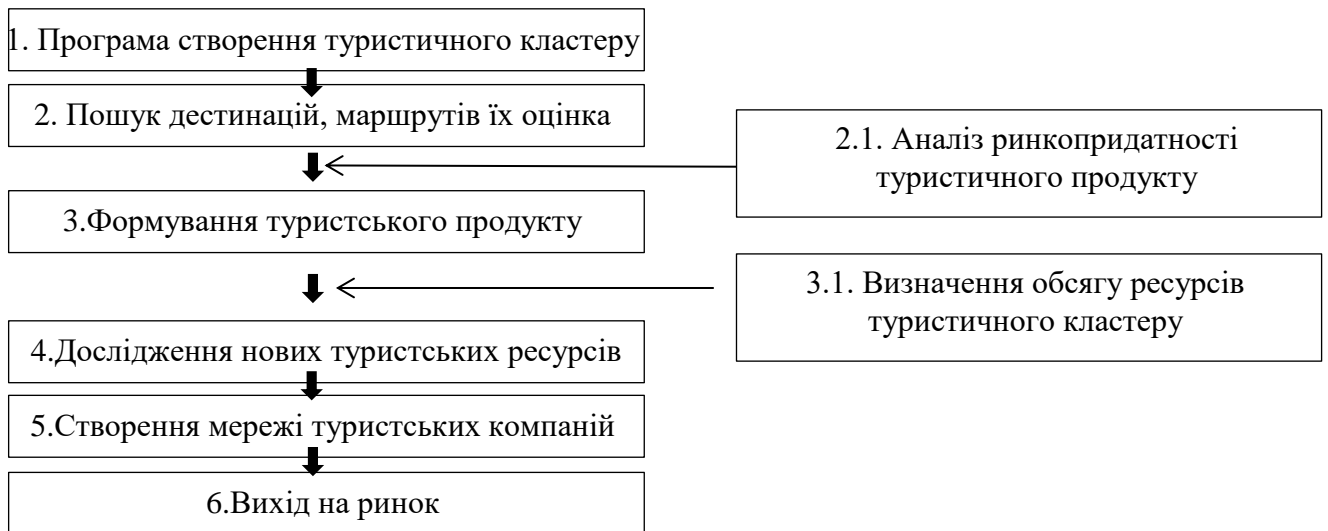 1. Програма створення туристичного кластеру
2. Пошук дестинацій, маршрутів їх оцінка
2.1. Аналіз ринкопридатності
туристичного продукту
3.Формування туристського продукту
3.1. Визначення обсягу ресурсів
туристичного кластеру
4.Дослідження нових туристських ресурсів
5.Створення мережі туристських компаній
6.Вихід на ринок